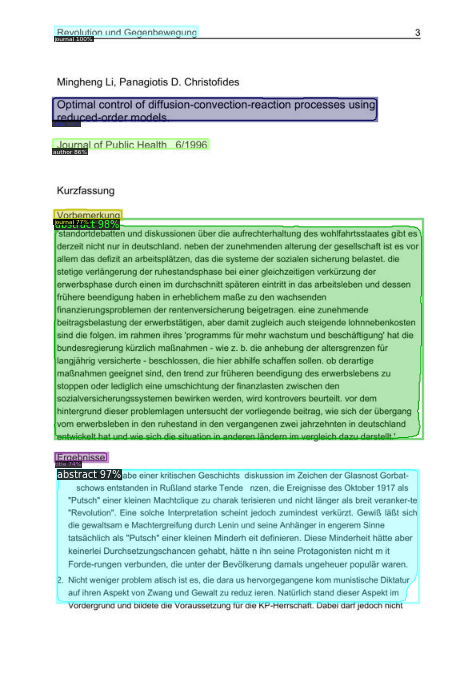 Revolution und Gegenbewegung 3
journal 100%
Mingheng Li, Panagiotis D. Christofides
Optimal control of diffusion-convection-reaction processes using
reduced-order models.
Journal of Public Health 6/1996
author 86%
Kurzfassung
Vorbemerkung
journal 77%
abstract 98%
'standortdebatten und diskussionen über die aufrechterhaltung des wohlfahrtsstaates gibt es
derzeit nicht nur in deutschland. neben der zunehmenden alterung der gesellschaft ist es vor
allem das defizit an arbeitsplätzen, das die systeme der sozialen sicherung belastet. die
stetige verlängerung der ruhestandsphase bei einer gleichzeitigen verkürzung der
erwerbsphase durch einen im durchschnitt späteren eintritt in das arbeitsleben und dessen
frühere beendigung haben in erheblichem maße zu den wachsenden
finanzierungsproblemen der rentenversicherung beigetragen. eine zunehmende
beitragsbelastung der erwerbstätigen, aber damit zugleich auch steigende lohnnebenkosten
sind die folgen. im rahmen ihres 'programms für mehr wachstum und beschäftigung' hat die
bundesregierung kürzlich maßnahmen - wie z. b. die anhebung der altersgrenzen für
langjährig versicherte - beschlossen, die hier abhilfe schaffen sollen. ob derartige
maßnahmen geeignet sind, den trend zur früheren beendigung des erwerbslebens zu
stoppen oder lediglich eine umschichtung der finanzlasten zwischen den
sozialversicherungssystemen bewirken werden, wird kontrovers beurteilt. vor dem
hintergrund dieser problemlagen untersucht der vorliegende beitrag, wie sich der übergang
vom erwerbsleben in den ruhestand in den vergangenen zwei jahrzehnten in deutschland
entwickelt hat und wie sich die situation in anderen ländern im vergleich dazu darstellt.'
Ergebnisse
title 74%
abstract 97% abe einer kritischen Geschichts diskussion im Zeichen der Glasnost Gorbat-
schows entstanden in Rußland starke Tende nzen, die Ereignisse des Oktober 1917 als
"Putsch" einer kleinen Machtclique zu charak terisieren und nicht länger als breit veranker-te
"Revolution". Eine solche Interpretation scheint jedoch zumindest verkürzt. Gewiß läßt sich
die gewaltsam e Machtergreifung durch Lenin und seine Anhänger in engerem Sinne
tatsächlich als "Putsch" einer kleinen Minderh eit definieren. Diese Minderheit hätte aber
keinerlei Durchsetzungschancen gehabt, hätte n ihn seine Protagonisten nicht m it
Forde-rungen verbunden, die unter der Bevölkerung damals ungeheuer populär waren.
2. Nicht weniger problem atisch ist es, die dara us hervorgegangene kom munistische Diktatur
auf ihren Aspekt von Zwang und Gewalt zu reduz ieren. Natürlich stand dieser Aspekt im
Vordergrund und bildete die Voraussetzung für die KP-Herrschaft. Dabei darf jedoch nicht